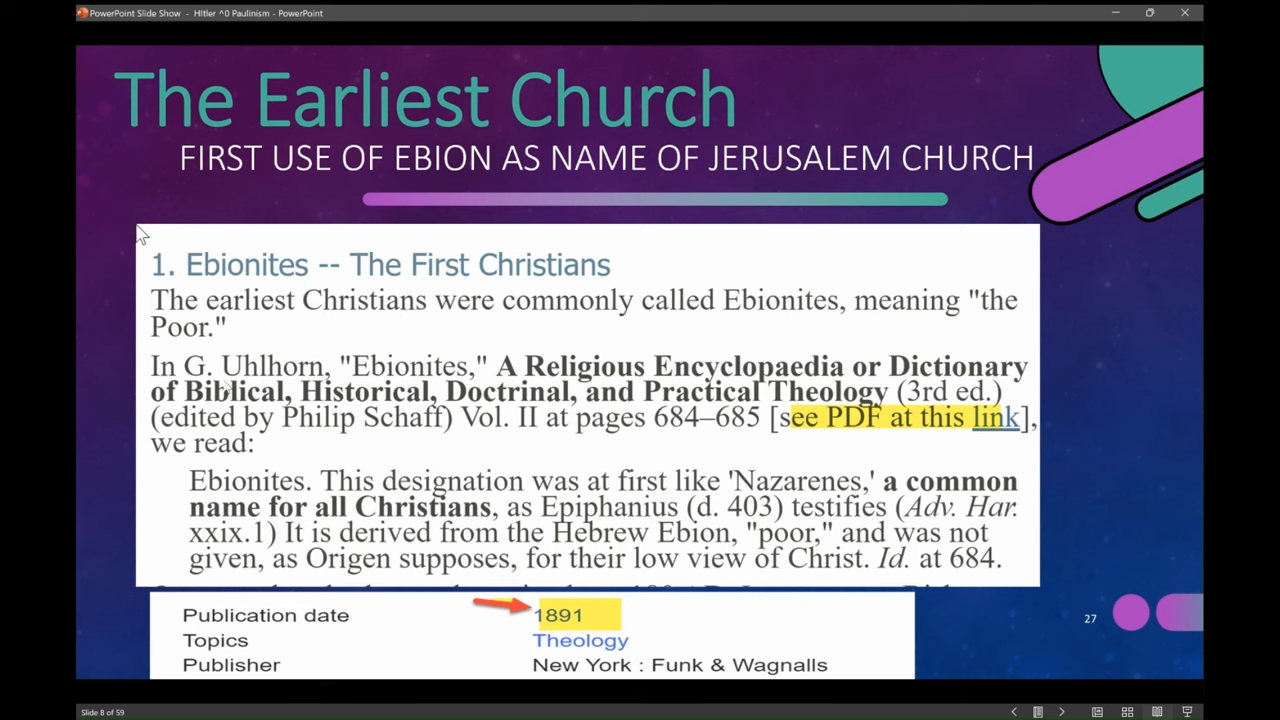 PowerPoint Slide Show - HItler ^0 Paulinism - PowerPoint
The Earliest Church
FIRST USE OF EBION AS NAME OF JERUSALEM CHURCH
1. Ebionites -- The First Christians
The earliest Christians were commonly called Ebionites, meaning "the
Poor."
In G. Uhlhorn, "Ebionites," A Religious Encyclopaedia or Dictionary
of Biblical, Historical, Doctrinal, and Practical Theology (3rd ed.)
(edited by Philip Schaff) Vol. II at pages 684–685 [see PDF at this link],
we read:
Ebionites. This designation was at first like 'Nazarenes,' a common
name for all Christians, as Epiphanius (d. 403) testifies (Adv. Har.
xxix.1) It is derived from the Hebrew Ebion, "poor," and was not
given, as Origen supposes, for their low view of Christ. Id. at 684.
Publication date 1891
Topics Theology
Publisher New York : Funk & Wagnalls
27
Slide 8 of 59